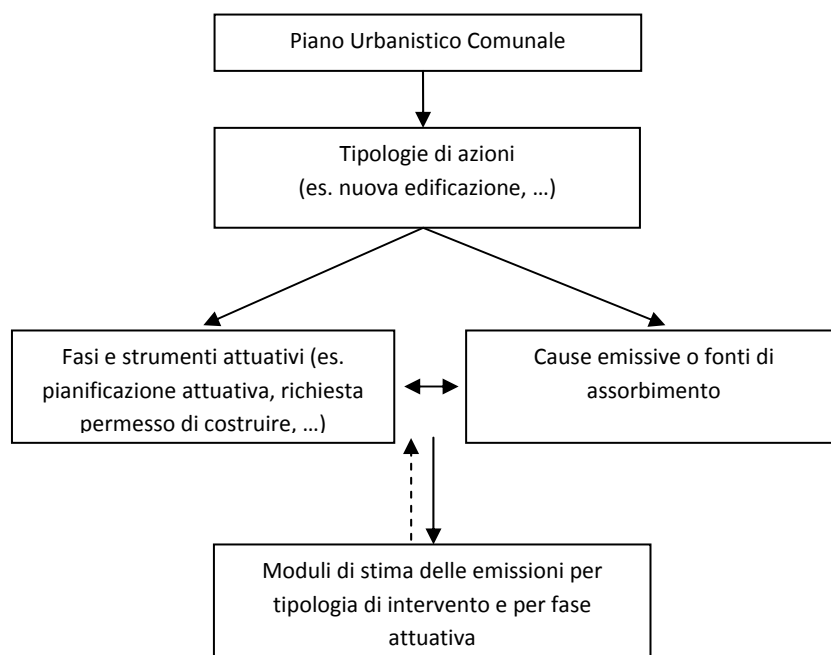 Piano Urbanistico Comunale
Tipologie di azioni
(es. nuova edificazione, ...)
Fasi e strumenti attuativi (es.
pianificazione attuativa, richiesta
permesso di costruire, ...)
Cause emissive o fonti di
assorbimento
Moduli di stima delle emissioni per
tipologia di intervento e per fase
attuativa